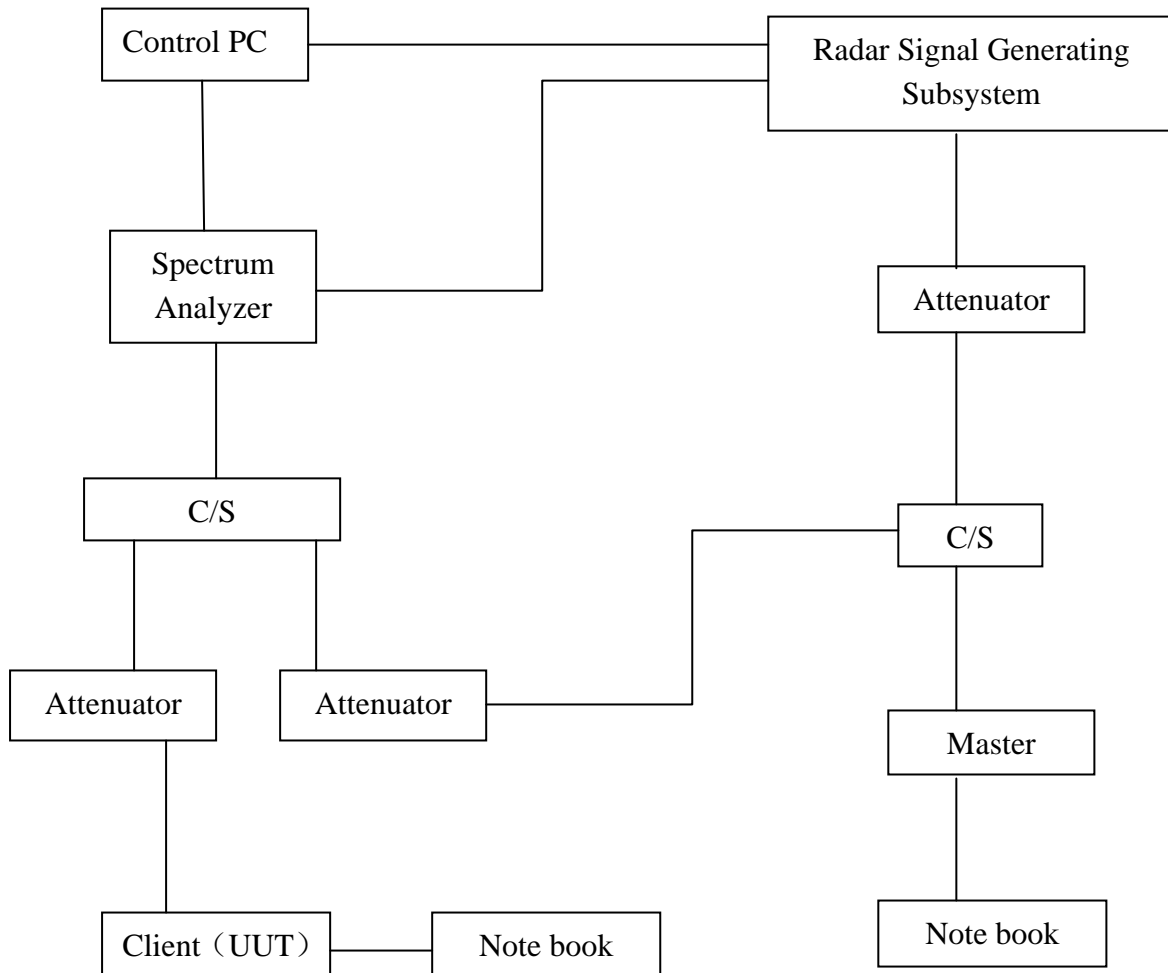 Control PC
Radar Signal Generating
Subsystem
Spectrum
Analyzer
Attenuator
C/S
C/S
Attenuator
Attenuator
Master
Client（UUT）
Note book
Note book